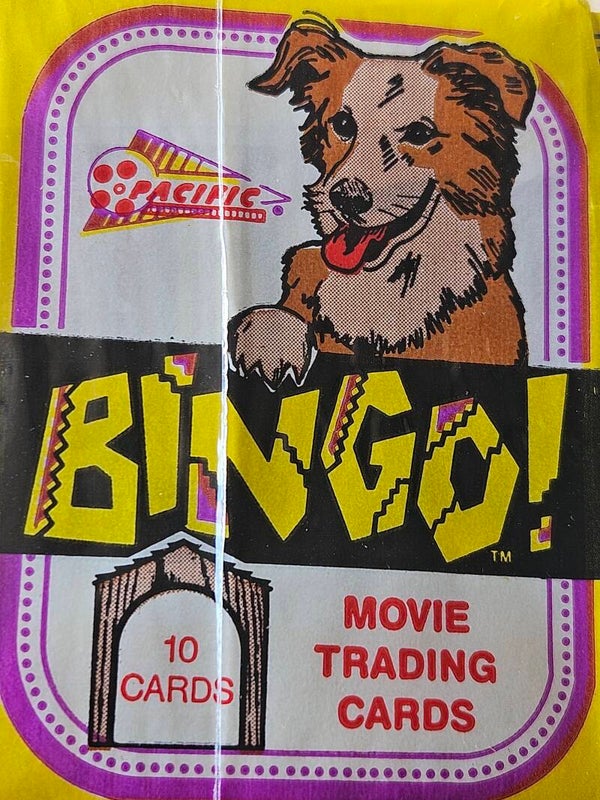 PACIFIC
BINGO!
TM
10
CARDS
MOVIE
TRADING
CARDS